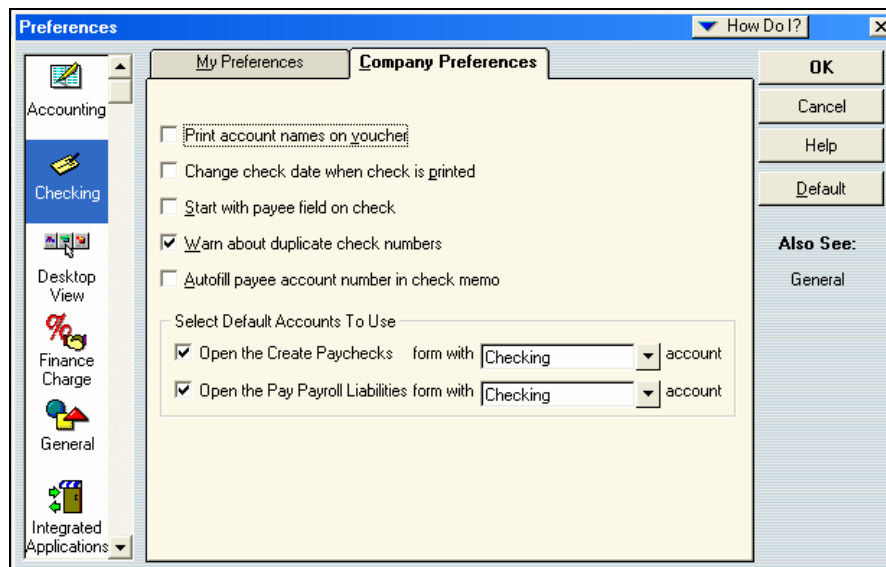 Preferences
How Do I?
My Preferences
Company Preferences
Accounting
Checking
Desktop
View
Finance
Charge
General
Integrated
Applications
Print account names on voucher
Change check date when check is printed
Start with payee field on check
Warn about duplicate check numbers
Autofill payee account number in check memo
Select Default Accounts To Use
Open the Create Paychecks form with Checking account
Open the Pay Payroll Liabilities form with Checking account
OK
Cancel
Help
Default
Also See:
General